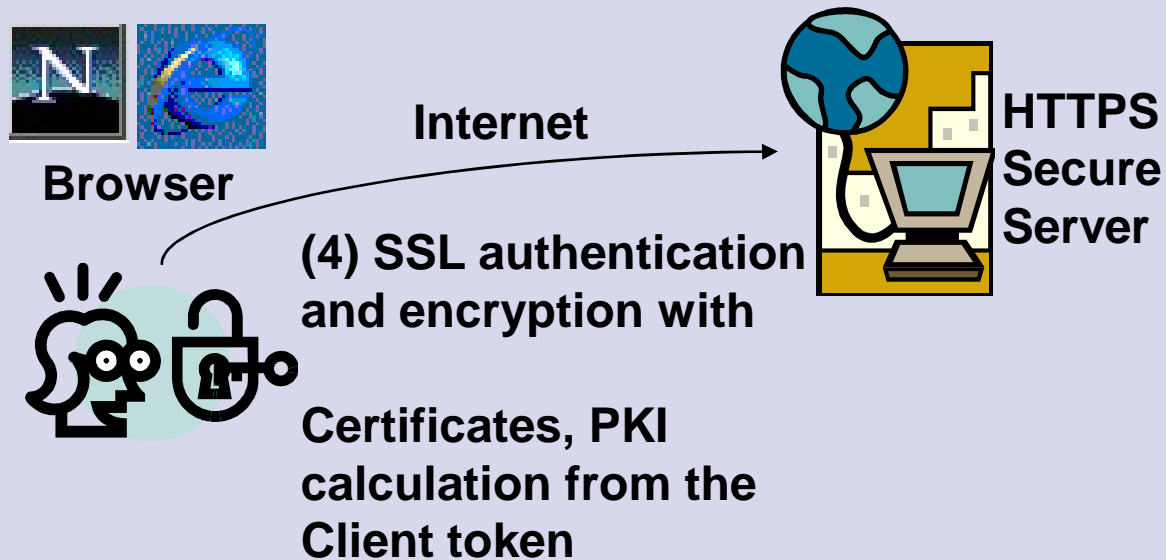 N
e
Browser
Internet
HTTPS
Secure
Server
(4) SSL authentication
and encryption with
Certificates, PKI
calculation from the
Client token